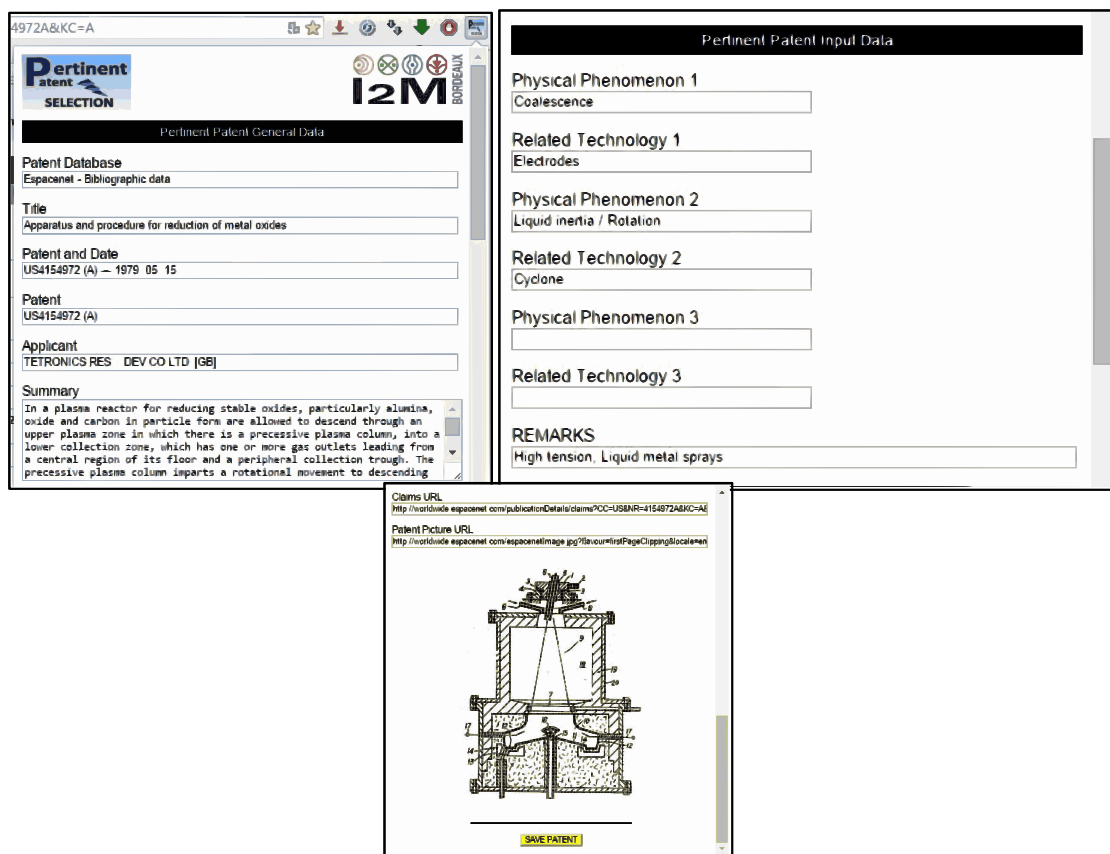 4972A&KC=A
Pertinent
Patent
SELECTION
I2M
BORDEAUX
Pertinent Patent General Data
Patent Database
Espacenet - Bibliographic data
Title
Apparatus and procedure for reduction of metal oxides
Patent and Date
US4154972 (A) — 1979 05 15
Patent
US4154972 (A)
Applicant
TETRONICS RES DEV CO LTD [GB]
Summary
In a plasma reactor for reducing stable oxides, particularly alumina,
oxide and carbon in particle form are allowed to descend through an
upper plasma zone in which there is a precessive plasma column, into a
lower collection zone, which has one or more gas outlets leading from
a central region of its floor and a peripheral collection trough. The
precessive plasma column imparts a rotational movement to descending
Pertinent Patent Input Data
Physical Phenomenon 1
Coalescence
Related Technology 1
Electrodes
Physical Phenomenon 2
Liquid inertia / Rotation
Related Technology 2
Cyclone
Physical Phenomenon 3
Related Technology 3
REMARKS
High tension, Liquid metal sprays
Claims URL
http //worldwide espacenet com/publicationDetails/claims?CC=US&NR=4154972A&KC=A&
Patent Picture URL
http //worldwide espacenet com/espacenetImage jpg?flavour=firstPageClipping&locale=en
9
18
19
20
7
17
17
12
SAVE PATENT